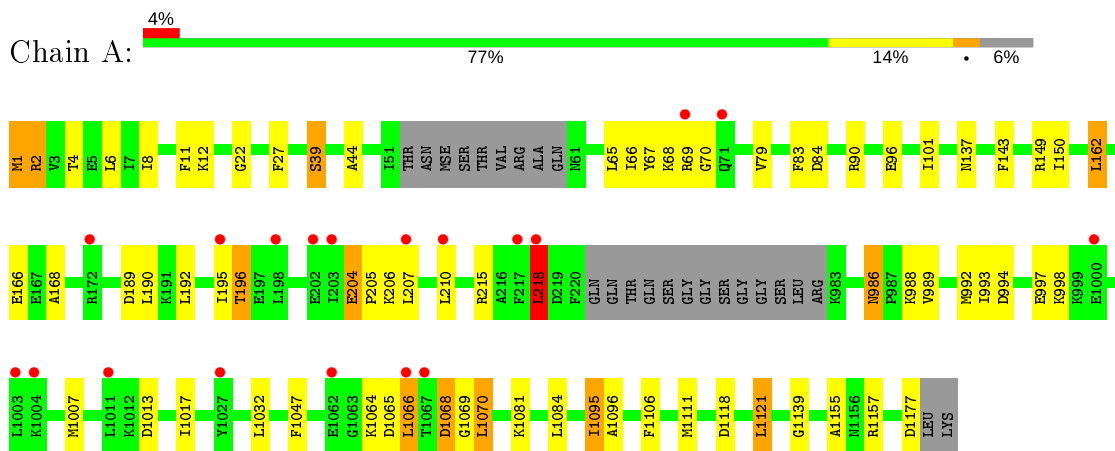 4%
Chain A:
77% 14% • 6%
M1 R2 V3 T4 E5 L6 I7 I8 F11 K12 G22 F27 S39 A44 I51 THR ASN MSE SER THR VAL ARG ALA GLN N61 L65 I66 Y67 K68 R69 G70 Q71 V79 F83 D84 R90 E96 I101 N137 F143 R149 I150 L162
E166 E167 A168 R172 D189 L190 K191 L192 I195 T196 E197 L198 E202 I203 E204 P205 K206 L207 L210 R215 A216 F217 L218 D219 F220 GLN GLN THR GLN SER GLY GLY SER GLY GLY SER LEU ARG K983 N986 P987 K988 V989 M992 I993 D994 E997 K998 K999 E1000
L1003 K1004 M1007 L1011 K1012 D1013 I1017 Y1027 L1032 F1047 E1062 G1063 K1064 D1065 L1066 T1067 D1068 G1069 L1070 K1081 L1084 I1095 A1096 F1106 M1111 D1118 L1121 G1139 A1155 N1156 R1157 D1177 LEU LYS